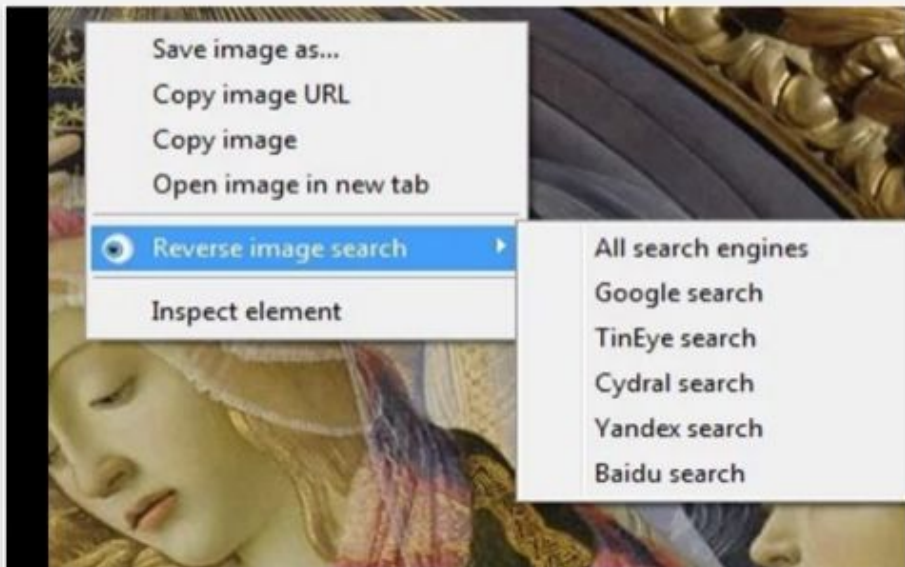 Save image as...
Copy image URL
Copy image
Open image in new tab
Reverse image search
Inspect element
All search engines
Google search
TinEye search
Cydral search
Yandex search
Baidu search